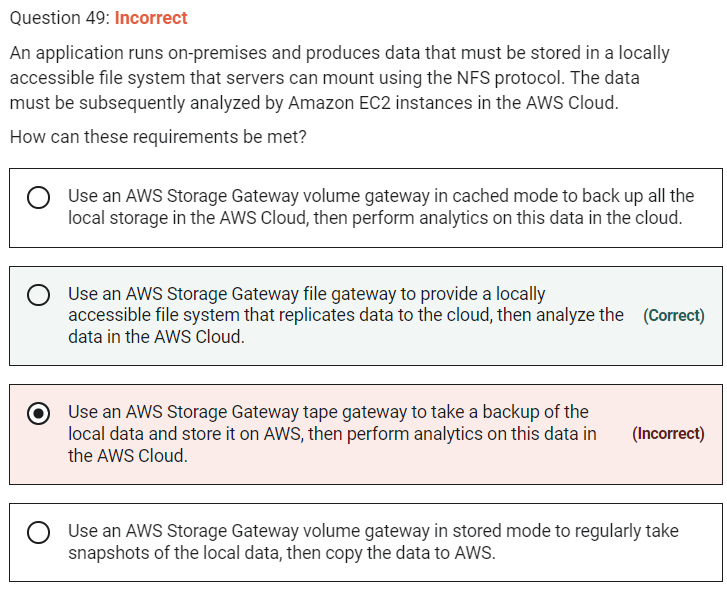 Question 49: Incorrect
An application runs on-premises and produces data that must be stored in a locally
accessible file system that servers can mount using the NFS protocol. The data
must be subsequently analyzed by Amazon EC2 instances in the AWS Cloud.
How can these requirements be met?
Use an AWS Storage Gateway volume gateway in cached mode to back up all the
local storage in the AWS Cloud, then perform analytics on this data in the cloud.
Use an AWS Storage Gateway file gateway to provide a locally
accessible file system that replicates data to the cloud, then analyze the (Correct)
data in the AWS Cloud.
Use an AWS Storage Gateway tape gateway to take a backup of the
local data and store it on AWS, then perform analytics on this data in (Incorrect)
the AWS Cloud.
Use an AWS Storage Gateway volume gateway in stored mode to regularly take
snapshots of the local data, then copy the data to AWS.